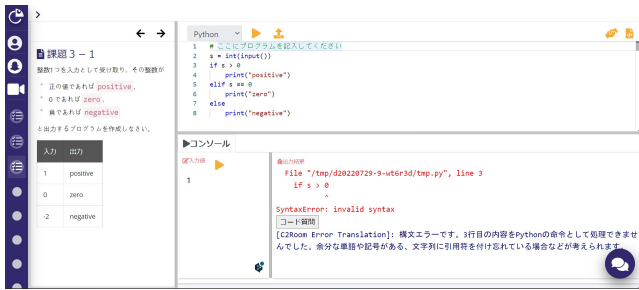 課題３－１
整数1つを入力として受け取り、その整数が
正の値であれば positive、
0であれば zero、
負であれば negative
と出力するプログラムを作成しなさい。
入力 出力
1 positive
0 zero
-2 negative
Python
1 # ここにプログラムを記入してください
2 s = int(input())
3 if s > 0
4 print("positive")
5 elif s == 0
6 print("zero")
7 else
8 print("negative")
▶コンソール
入力値
1
出力結果
File "/tmp/d20220729-9-wt6r3d/tmp.py", line 3
if s > 0
^
SyntaxError: invalid syntax
コード質問
[C2Room Error Translation]: 構文エラーです。3行目の内容をPythonの命令として処理できませ
んでした。余分な単語や記号がある、文字列に引用符を付け忘れている場合などが考えられます。